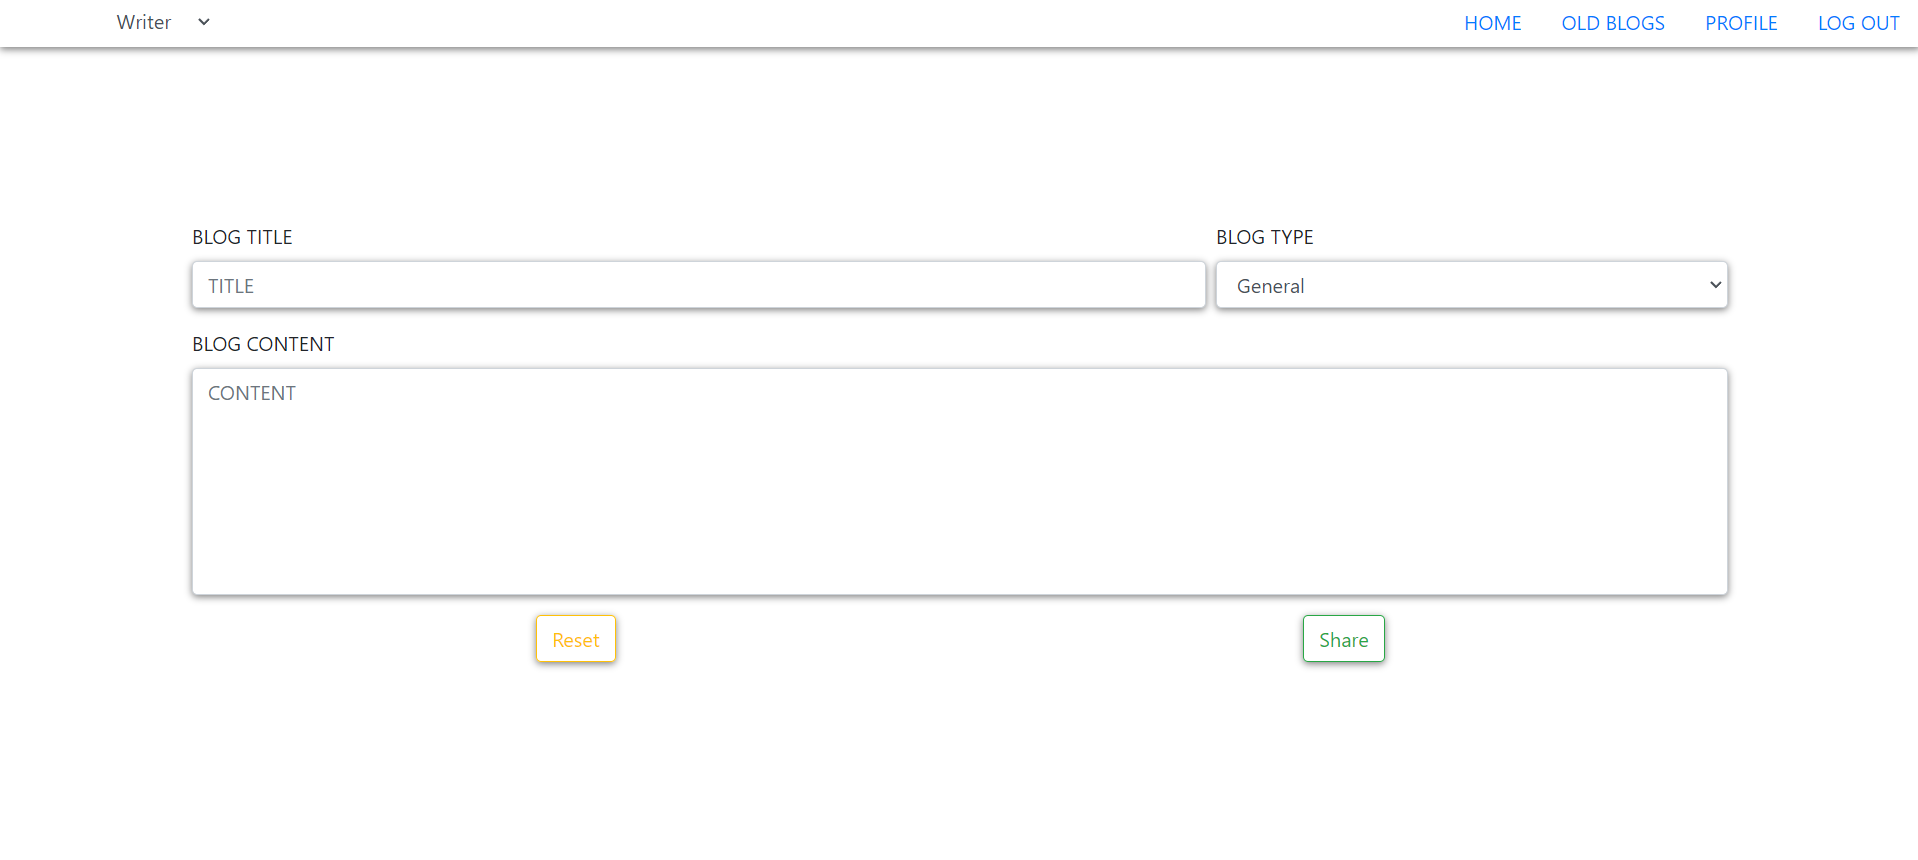 Writer HOME OLD BLOGS PROFILE LOG OUT
BLOG TITLE BLOG TYPE
TITLE General
BLOG CONTENT
CONTENT
Reset Share